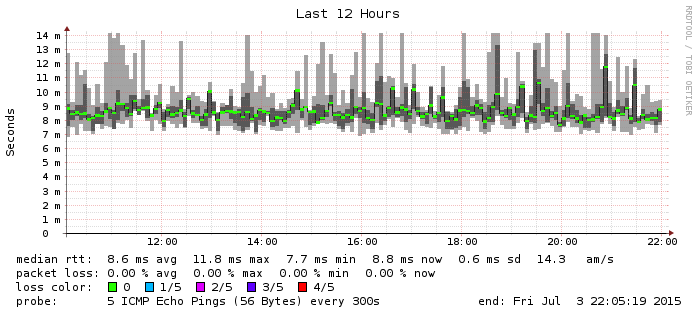 Last 12 Hours
RRDTOOL / TOBI OETIKER
Seconds
14 m
13 m
12 m
11 m
10 m
9 m
8 m
7 m
6 m
5 m
4 m
3 m
2 m
1 m
0
12:00 14:00 16:00 18:00 20:00 22:00
median rtt: 8.6 ms avg 11.8 ms max 7.7 ms min 8.8 ms now 0.6 ms sd 14.3 am/s
packet loss: 0.00 % avg 0.00 % max 0.00 % min 0.00 % now
loss color: 0 1/5 2/5 3/5 4/5
probe: 5 ICMP Echo Pings (56 Bytes) every 300s end: Fri Jul 3 22:05:19 2015